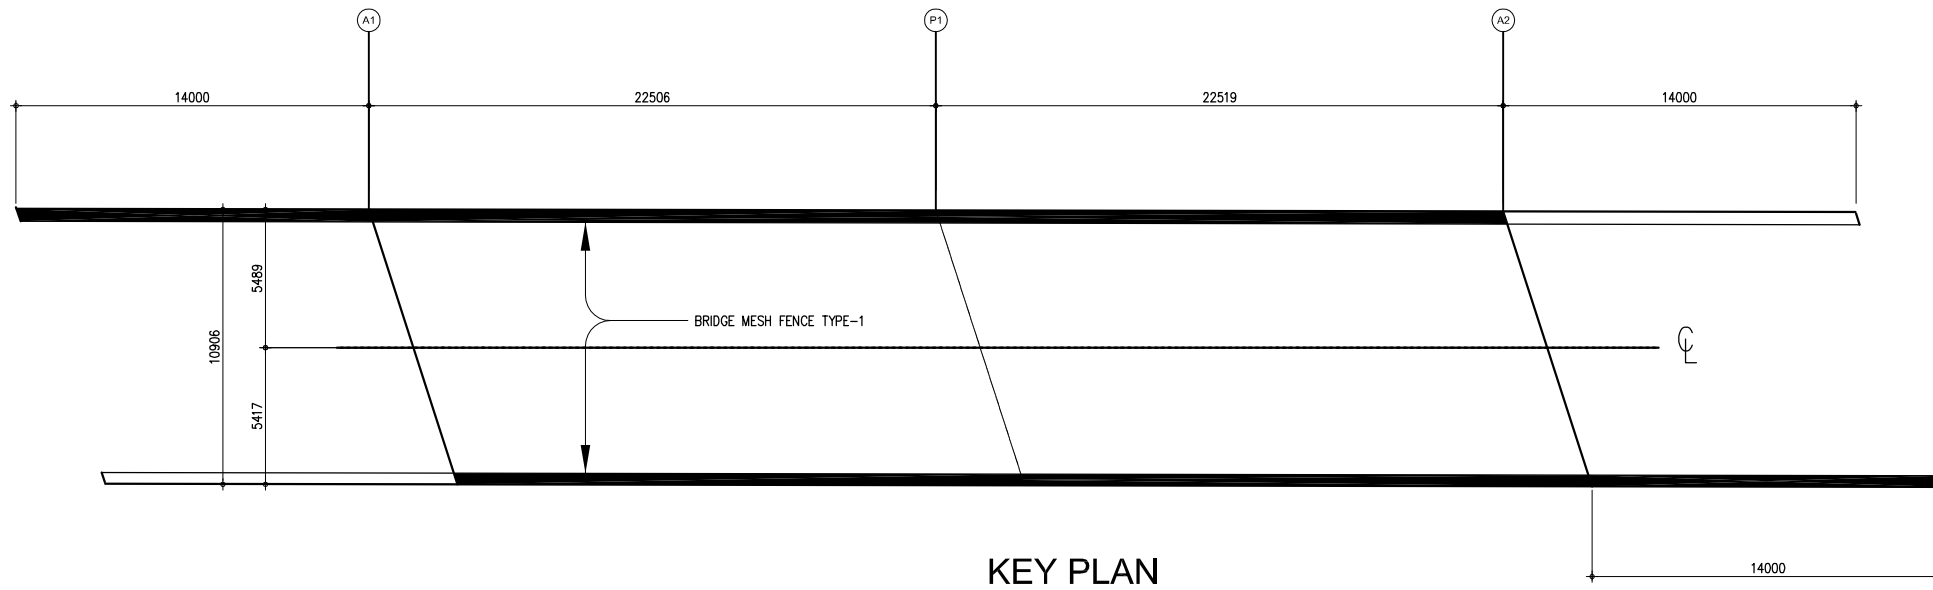 A1
P1
A2
14000
22506
22519
14000
5489
10906
BRIDGE MESH FENCE TYPE-1
℄
5417
KEY PLAN
14000